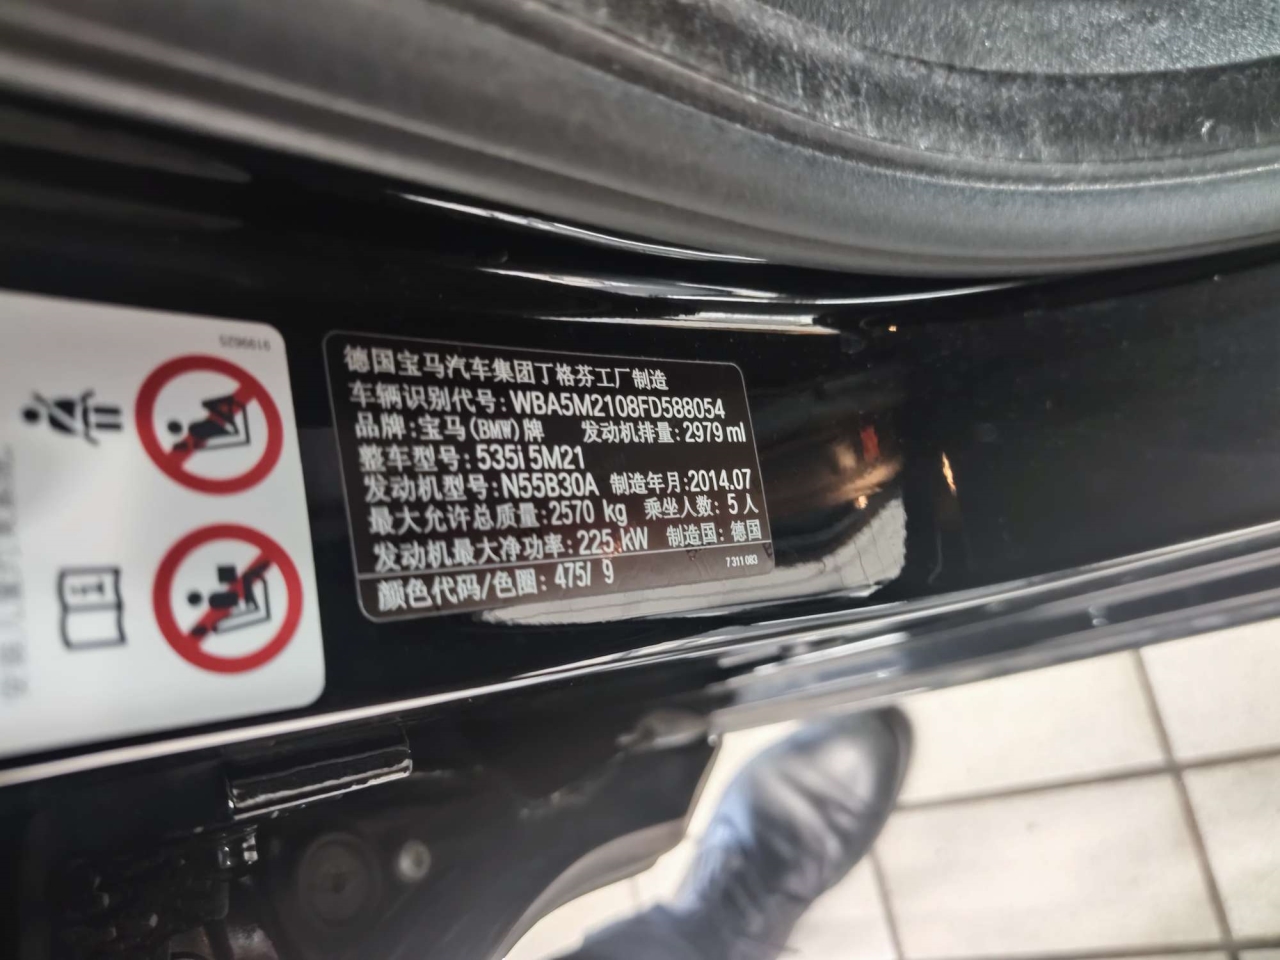 德国宝马汽车集团丁格芬工厂制造
车辆识别代号:WBA5M2108FD588054
品牌:宝马(BMW)牌 发动机排量:2979 ml
整车型号:535i 5M21
发动机型号:N55B30A 制造年月:2014.07
最大允许总质量:2570 kg 乘坐人数: 5 人
发动机最大净功率:225 kW 制造国: 德国
7 311 083
颜色代码/色圈: 475/ 9